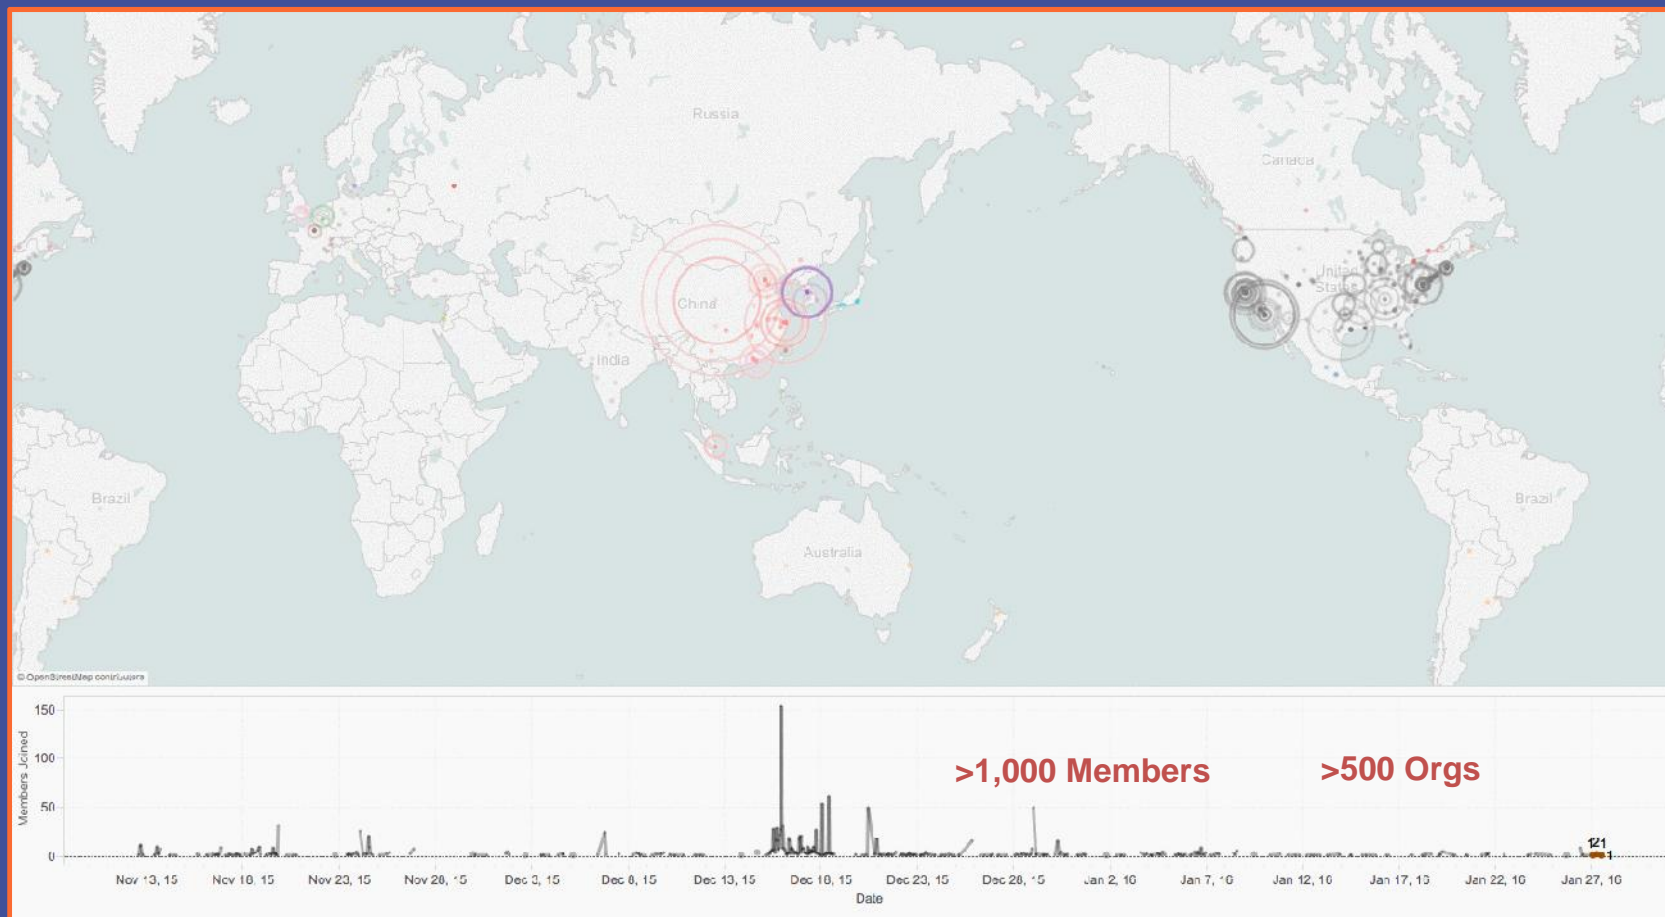 Russia
Canada
United
States
China
India
Brazil
Brazil
Australia
© OpenStreetMap contributors
150
100
50
0
Members Joined
>1,000 Members
>500 Orgs
121
1
Nov 13, 15
Nov 18, 15
Nov 23, 15
Nov 28, 15
Dec 3, 15
Dec 8, 15
Dec 13, 15
Dec 18, 15
Dec 23, 15
Dec 28, 15
Jan 2, 16
Jan 7, 16
Jan 12, 16
Jan 17, 16
Jan 22, 16
Jan 27, 16
Date